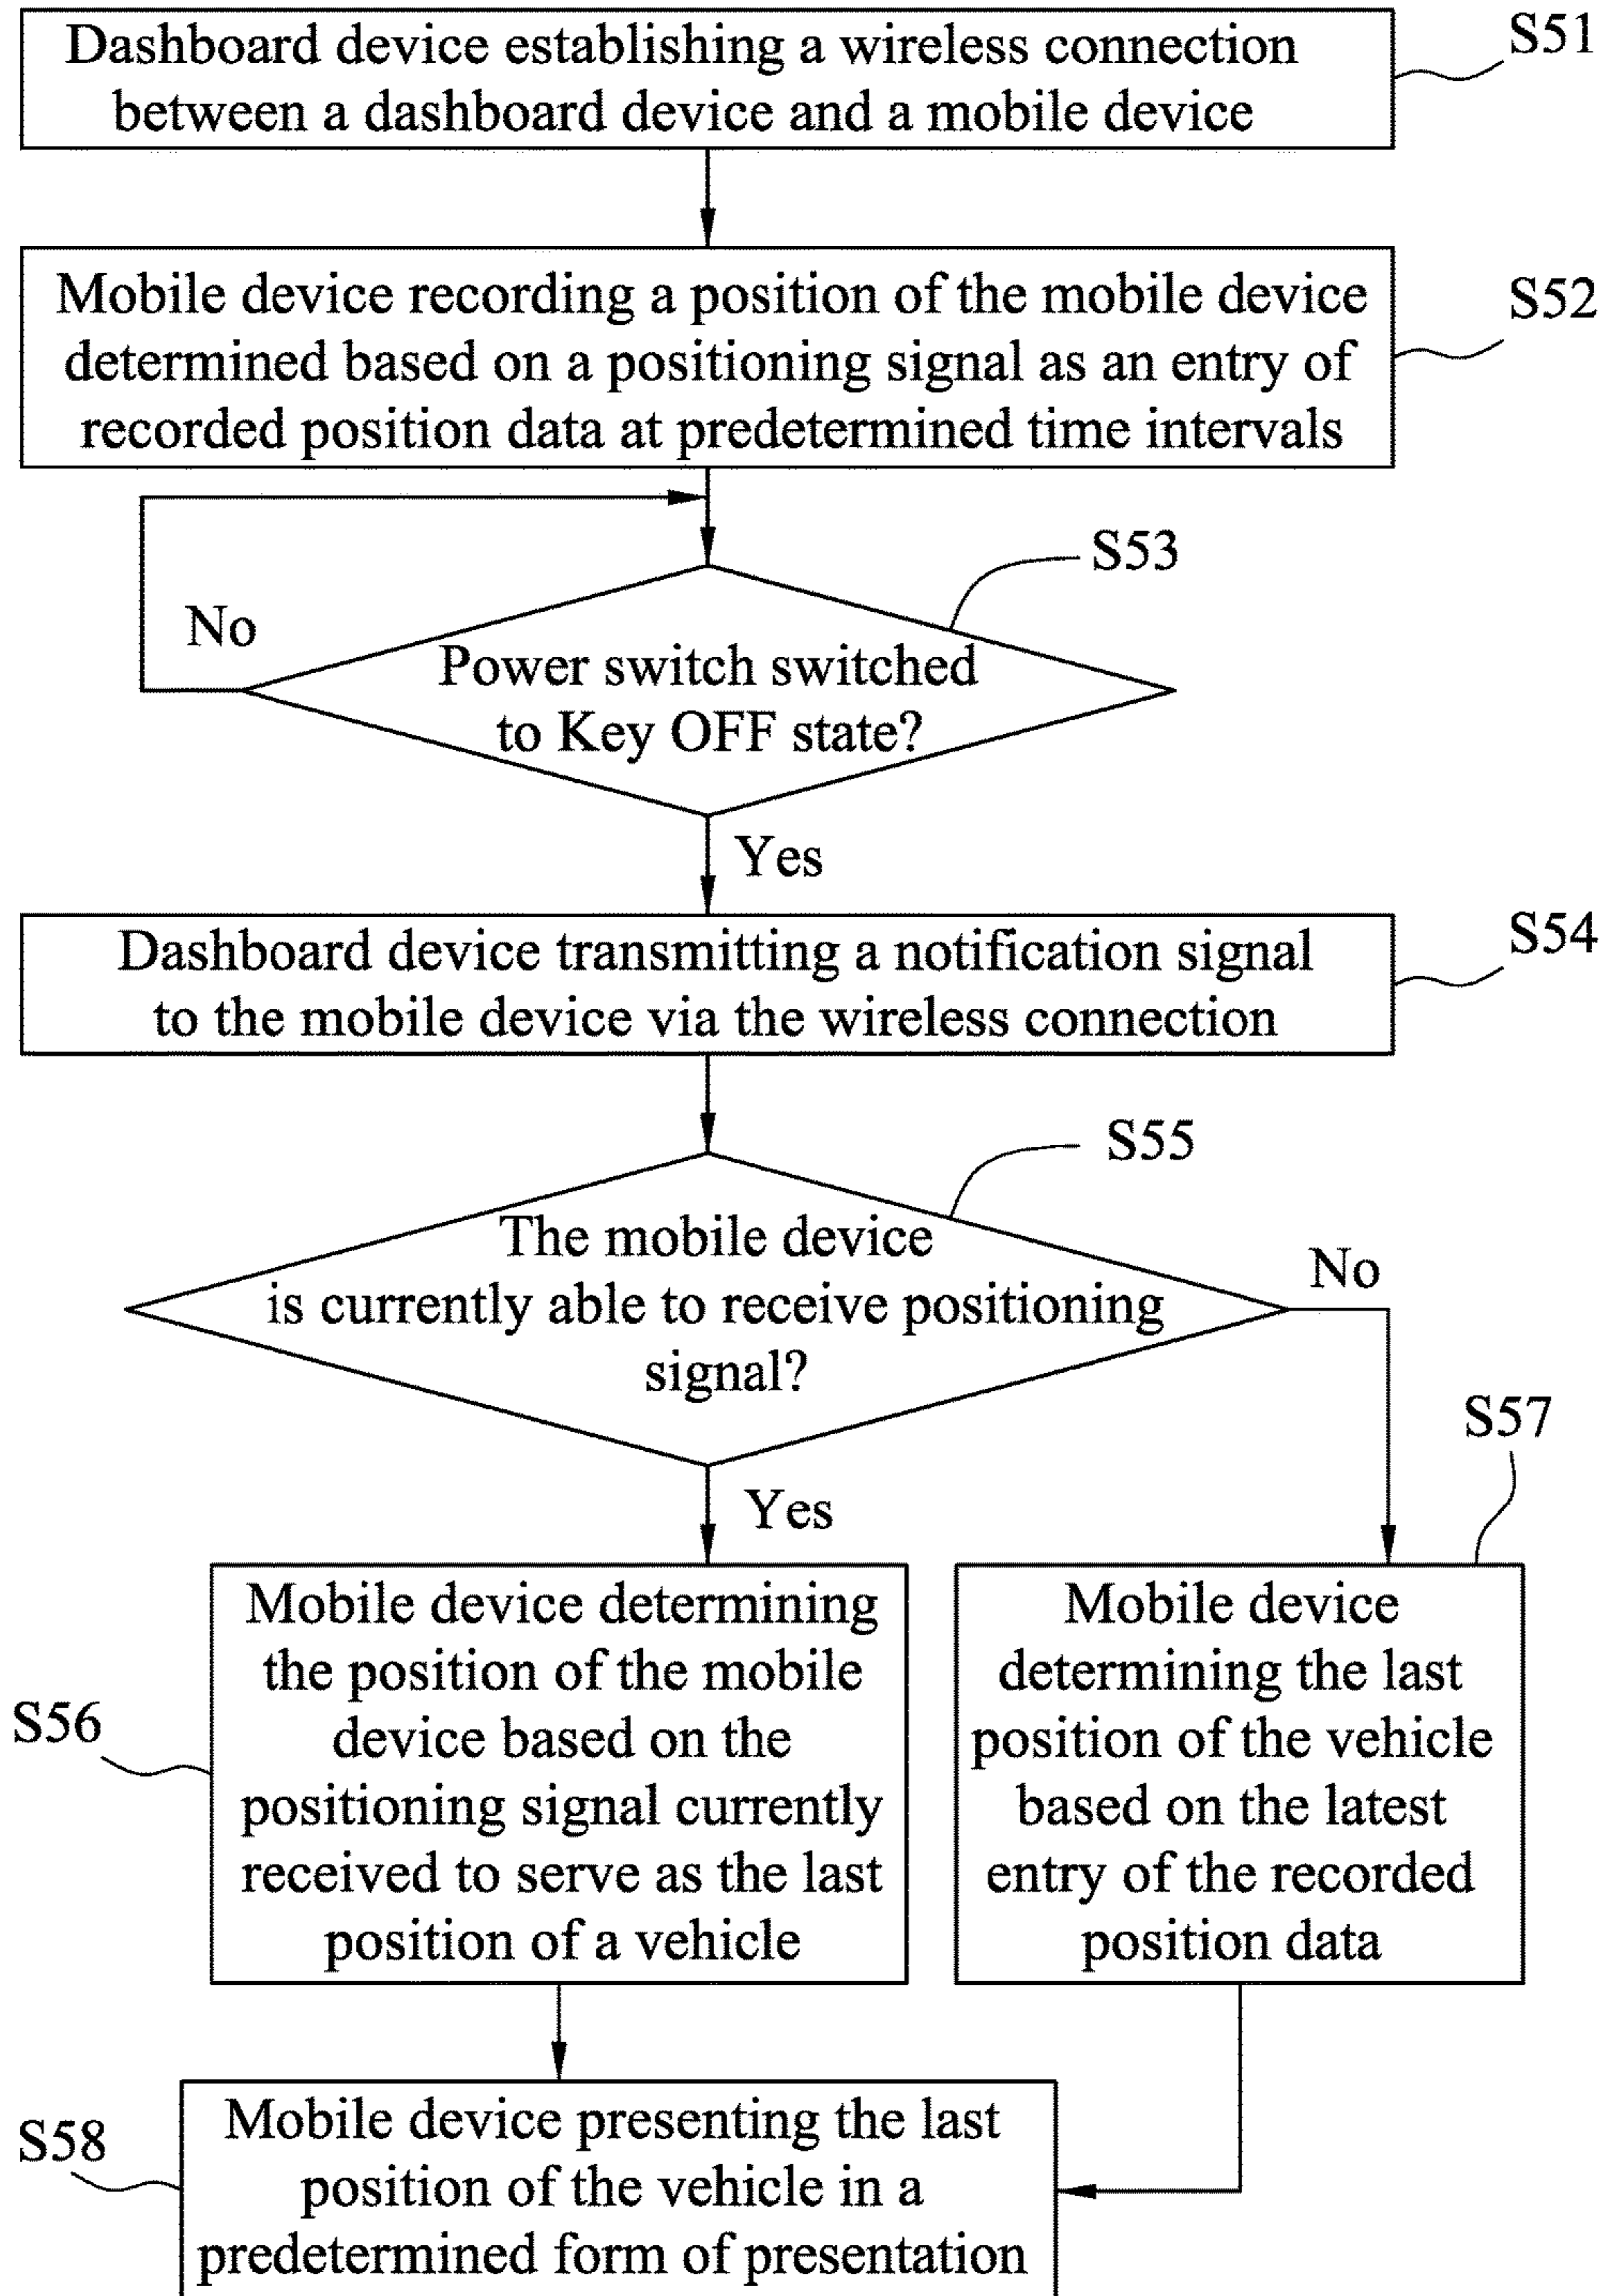 Dashboard device establishing a wireless connection
between a dashboard device and a mobile device
S51
Mobile device recording a position of the mobile device
determined based on a positioning signal as an entry of
recorded position data at predetermined time intervals
S52
S53
No
Power switch switched
to Key OFF state?
Yes
Dashboard device transmitting a notification signal
to the mobile device via the wireless connection
S54
S55
The mobile device
is currently able to receive positioning
signal?
No
Yes
S57
Mobile device determining
the position of the mobile
device based on the
positioning signal currently
received to serve as the last
position of a vehicle
S56
Mobile device
determining the last
position of the vehicle
based on the latest
entry of the recorded
position data
S58
Mobile device presenting the last
position of the vehicle in a
predetermined form of presentation